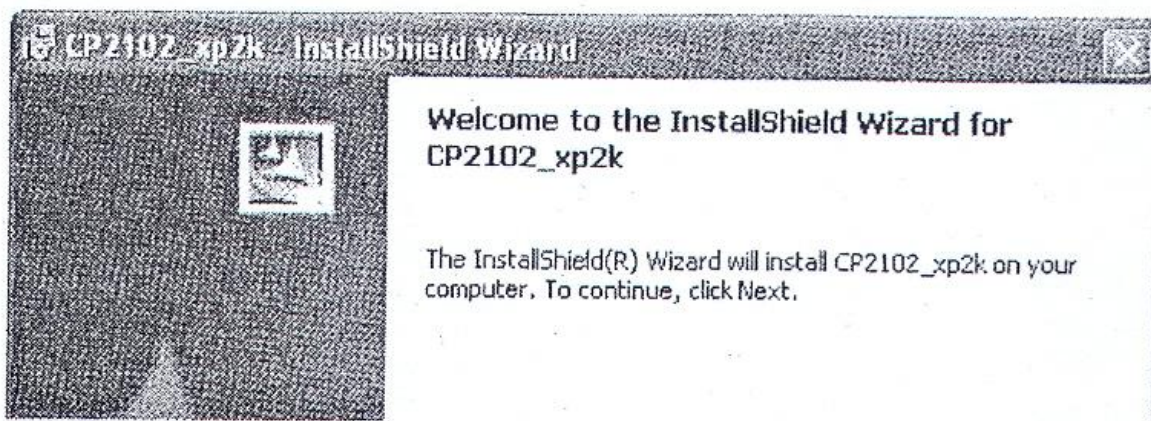 CP2102_xp2k - InstallShield Wizard
Welcome to the InstallShield Wizard for
CP2102_xp2k
The InstallShield(R) Wizard will install CP2102_xp2k on your
computer. To continue, click Next.